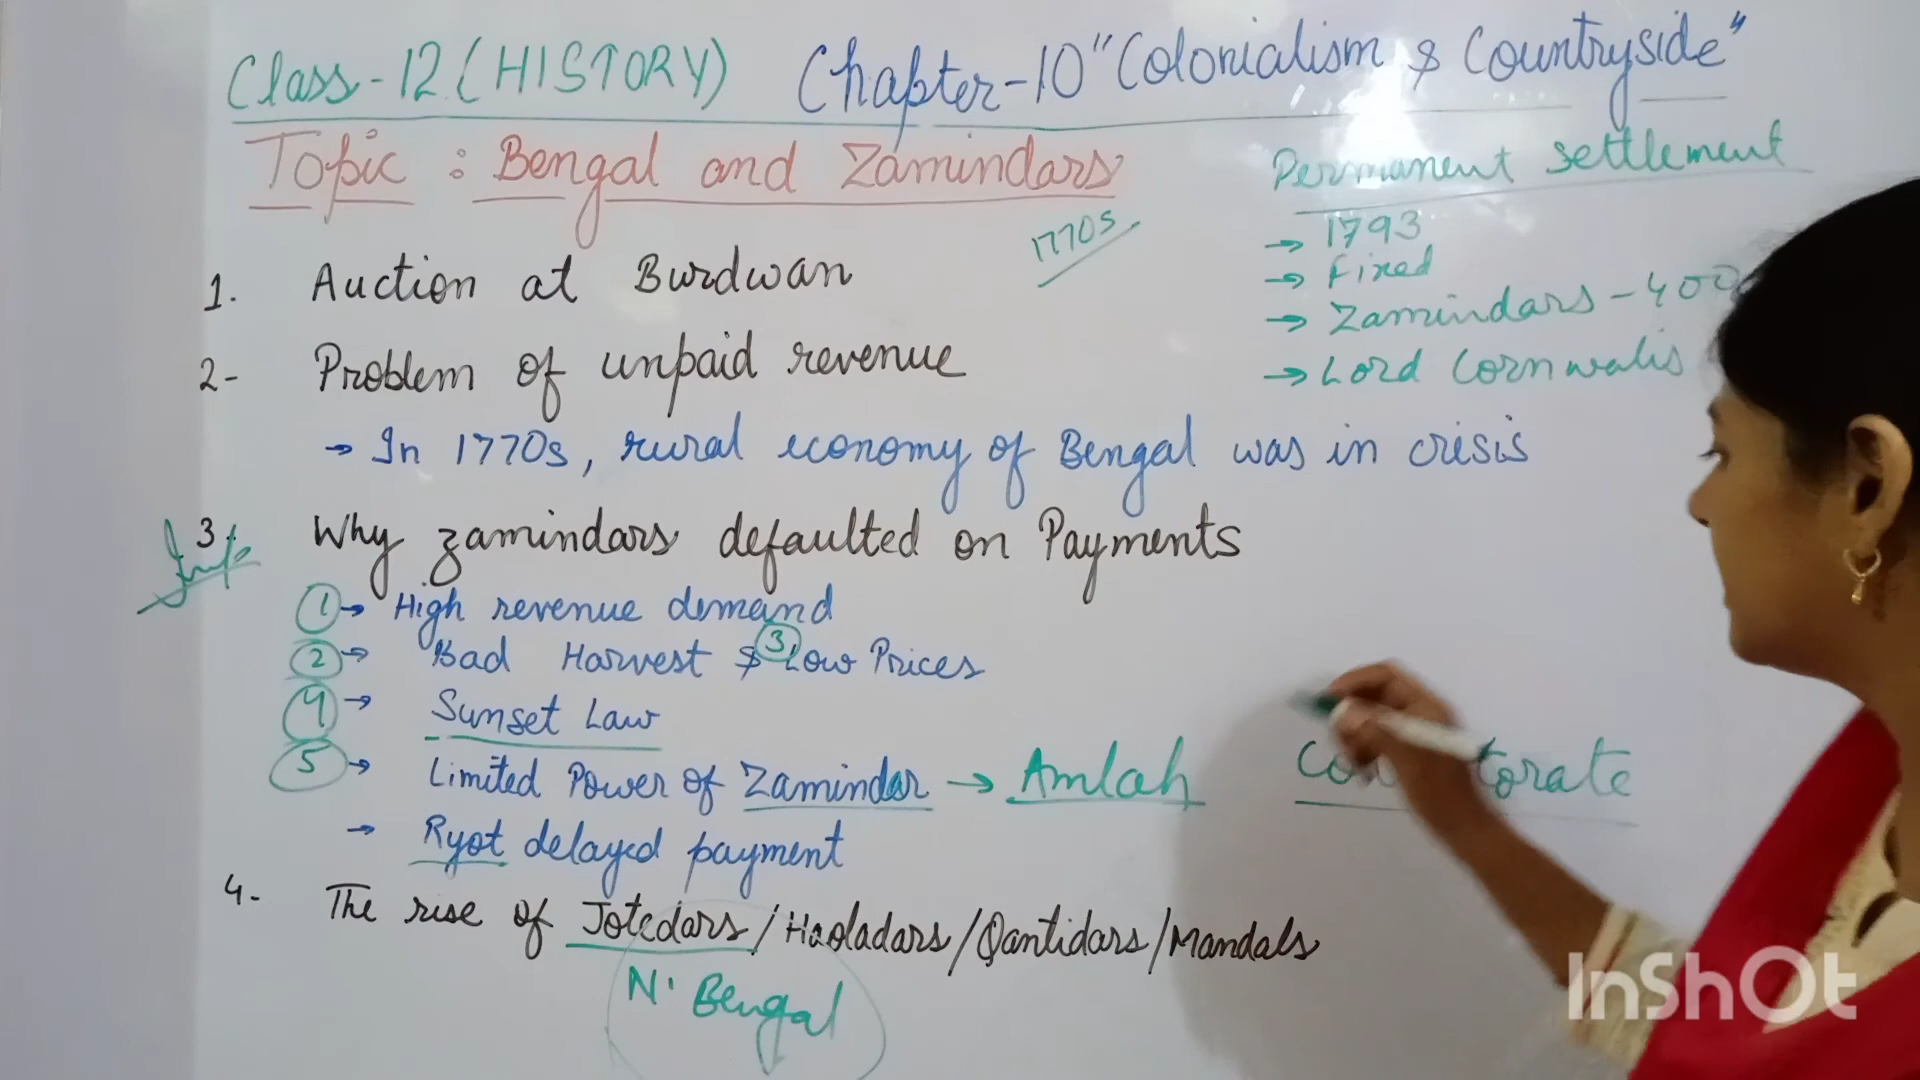 Class-12 (HISTORY) Chapter-10 "Colonialism & Countryside"
Topic : Bengal and Zamindars
Permanent Settlement
1770s
→ 1793
→ Fixed
→ Zamindars - 400
→ Lord Cornwalis
1. Auction at Burdwan
2- Problem of unpaid revenue
→ In 1770s, rural economy of Bengal was in crisis
Imp
3. Why zamindars defaulted on Payments
1 → High revenue demand
2 → Bad Harvest & 3 Low Prices
4 → Sunset Law
5 → Limited Power of Zamindar → Amlah
→ Ryot delayed payment
4- The rise of Jotedars/Haoladars/Qantidars/Mandals
N. Bengal
InShOt